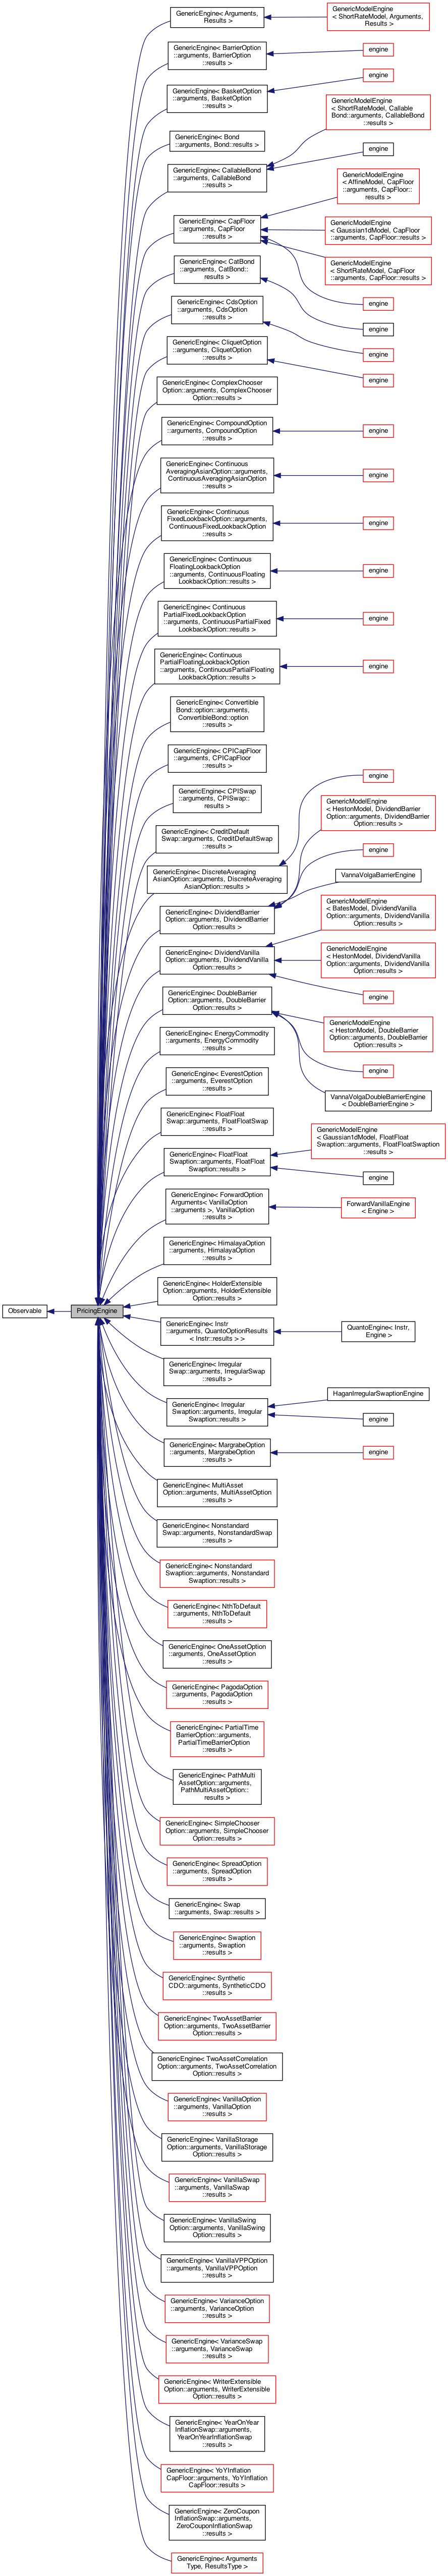 GenericEngine< Arguments,
Results >
GenericModelEngine
< ShortRateModel, Arguments,
Results >
GenericEngine< BarrierOption
::arguments, BarrierOption
::results >
engine
GenericEngine< BasketOption
::arguments, BasketOption
::results >
engine
GenericEngine< Bond
::arguments, Bond::results >
GenericModelEngine
< ShortRateModel, Callable
Bond::arguments, CallableBond
::results >
engine
GenericEngine< CallableBond
::arguments, CallableBond
::results >
GenericModelEngine
< AffineModel, CapFloor
::arguments, CapFloor::
results >
GenericEngine< CapFloor
::arguments, CapFloor
::results >
GenericModelEngine
< Gaussian1dModel, CapFloor
::arguments, CapFloor::results >
GenericModelEngine
< ShortRateModel, CapFloor
::arguments, CapFloor::results >
engine
GenericEngine< CatBond
::arguments, CatBond::
results >
engine
GenericEngine< CdsOption
::arguments, CdsOption
::results >
engine
GenericEngine< CliquetOption
::arguments, CliquetOption
::results >
engine
GenericEngine< ComplexChooser
Option::arguments, ComplexChooser
Option::results >
GenericEngine< CompoundOption
::arguments, CompoundOption
::results >
engine
GenericEngine< Continuous
AveragingAsianOption::arguments,
ContinuousAveragingAsianOption
::results >
engine
GenericEngine< Continuous
FixedLookbackOption::arguments,
ContinuousFixedLookbackOption
::results >
engine
GenericEngine< Continuous
FloatingLookbackOption
::arguments, ContinuousFloating
LookbackOption::results >
engine
GenericEngine< Continuous
PartialFixedLookbackOption
::arguments, ContinuousPartialFixed
LookbackOption::results >
engine
GenericEngine< Continuous
PartialFloatingLookbackOption
::arguments, ContinuousPartialFloating
LookbackOption::results >
engine
GenericEngine< Convertible
Bond::option::arguments,
ConvertibleBond::option
::results >
GenericEngine< CPICapFloor
::arguments, CPICapFloor
::results >
GenericEngine< CPISwap
::arguments, CPISwap::
results >
engine
GenericEngine< CreditDefault
Swap::arguments, CreditDefaultSwap
::results >
GenericModelEngine
< HestonModel, DividendBarrier
Option::arguments, DividendBarrier
Option::results >
engine
GenericEngine< DiscreteAveraging
AsianOption::arguments, DiscreteAveraging
AsianOption::results >
VannaVolgaBarrierEngine
GenericEngine< DividendBarrier
Option::arguments, DividendBarrier
Option::results >
GenericModelEngine
< BatesModel, DividendVanilla
Option::arguments, DividendVanilla
Option::results >
GenericEngine< DividendVanilla
Option::arguments, DividendVanilla
Option::results >
GenericModelEngine
< HestonModel, DividendVanilla
Option::arguments, DividendVanilla
Option::results >
engine
GenericEngine< DoubleBarrier
Option::arguments, DoubleBarrier
Option::results >
GenericModelEngine
< HestonModel, DoubleBarrier
Option::arguments, DoubleBarrier
Option::results >
GenericEngine< EnergyCommodity
::arguments, EnergyCommodity
::results >
engine
GenericEngine< EverestOption
::arguments, EverestOption
::results >
VannaVolgaDoubleBarrierEngine
< DoubleBarrierEngine >
GenericEngine< FloatFloat
Swap::arguments, FloatFloatSwap
::results >
GenericModelEngine
< Gaussian1dModel, FloatFloat
Swaption::arguments, FloatFloatSwaption
::results >
GenericEngine< FloatFloat
Swaption::arguments, FloatFloat
Swaption::results >
engine
GenericEngine< ForwardOption
Arguments< VanillaOption
::arguments >, VanillaOption
::results >
ForwardVanillaEngine
< Engine >
GenericEngine< HimalayaOption
::arguments, HimalayaOption
::results >
GenericEngine< HolderExtensible
Option::arguments, HolderExtensible
Option::results >
Observable
PricingEngine
GenericEngine< Instr
::arguments, QuantoOptionResults
< Instr::results > >
QuantoEngine< Instr,
Engine >
GenericEngine< Irregular
Swap::arguments, IrregularSwap
::results >
HaganIrregularSwaptionEngine
GenericEngine< Irregular
Swaption::arguments, Irregular
Swaption::results >
engine
GenericEngine< MargrabeOption
::arguments, MargrabeOption
::results >
engine
GenericEngine< MultiAsset
Option::arguments, MultiAssetOption
::results >
GenericEngine< Nonstandard
Swap::arguments, NonstandardSwap
::results >
GenericEngine< Nonstandard
Swaption::arguments, Nonstandard
Swaption::results >
GenericEngine< NthToDefault
::arguments, NthToDefault
::results >
GenericEngine< OneAssetOption
::arguments, OneAssetOption
::results >
GenericEngine< PagodaOption
::arguments, PagodaOption
::results >
GenericEngine< PartialTime
BarrierOption::arguments,
PartialTimeBarrierOption
::results >
GenericEngine< PathMulti
AssetOption::arguments,
PathMultiAssetOption::
results >
GenericEngine< SimpleChooser
Option::arguments, SimpleChooser
Option::results >
GenericEngine< SpreadOption
::arguments, SpreadOption
::results >
GenericEngine< Swap
::arguments, Swap::results >
GenericEngine< Swaption
::arguments, Swaption
::results >
GenericEngine< Synthetic
CDO::arguments, SyntheticCDO
::results >
GenericEngine< TwoAssetBarrier
Option::arguments, TwoAssetBarrier
Option::results >
GenericEngine< TwoAssetCorrelation
Option::arguments, TwoAssetCorrelation
Option::results >
GenericEngine< VanillaOption
::arguments, VanillaOption
::results >
GenericEngine< VanillaStorage
Option::arguments, VanillaStorage
Option::results >
GenericEngine< VanillaSwap
::arguments, VanillaSwap
::results >
GenericEngine< VanillaSwing
Option::arguments, VanillaSwing
Option::results >
GenericEngine< VanillaVPPOption
::arguments, VanillaVPPOption
::results >
GenericEngine< VarianceOption
::arguments, VarianceOption
::results >
GenericEngine< VarianceSwap
::arguments, VarianceSwap
::results >
GenericEngine< WriterExtensible
Option::arguments, WriterExtensible
Option::results >
GenericEngine< YearOnYear
InflationSwap::arguments,
YearOnYearInflationSwap
::results >
GenericEngine< YoYInflation
CapFloor::arguments, YoYInflation
CapFloor::results >
GenericEngine< ZeroCoupon
InflationSwap::arguments,
ZeroCouponInflationSwap
::results >
GenericEngine< Arguments
Type, ResultsType >